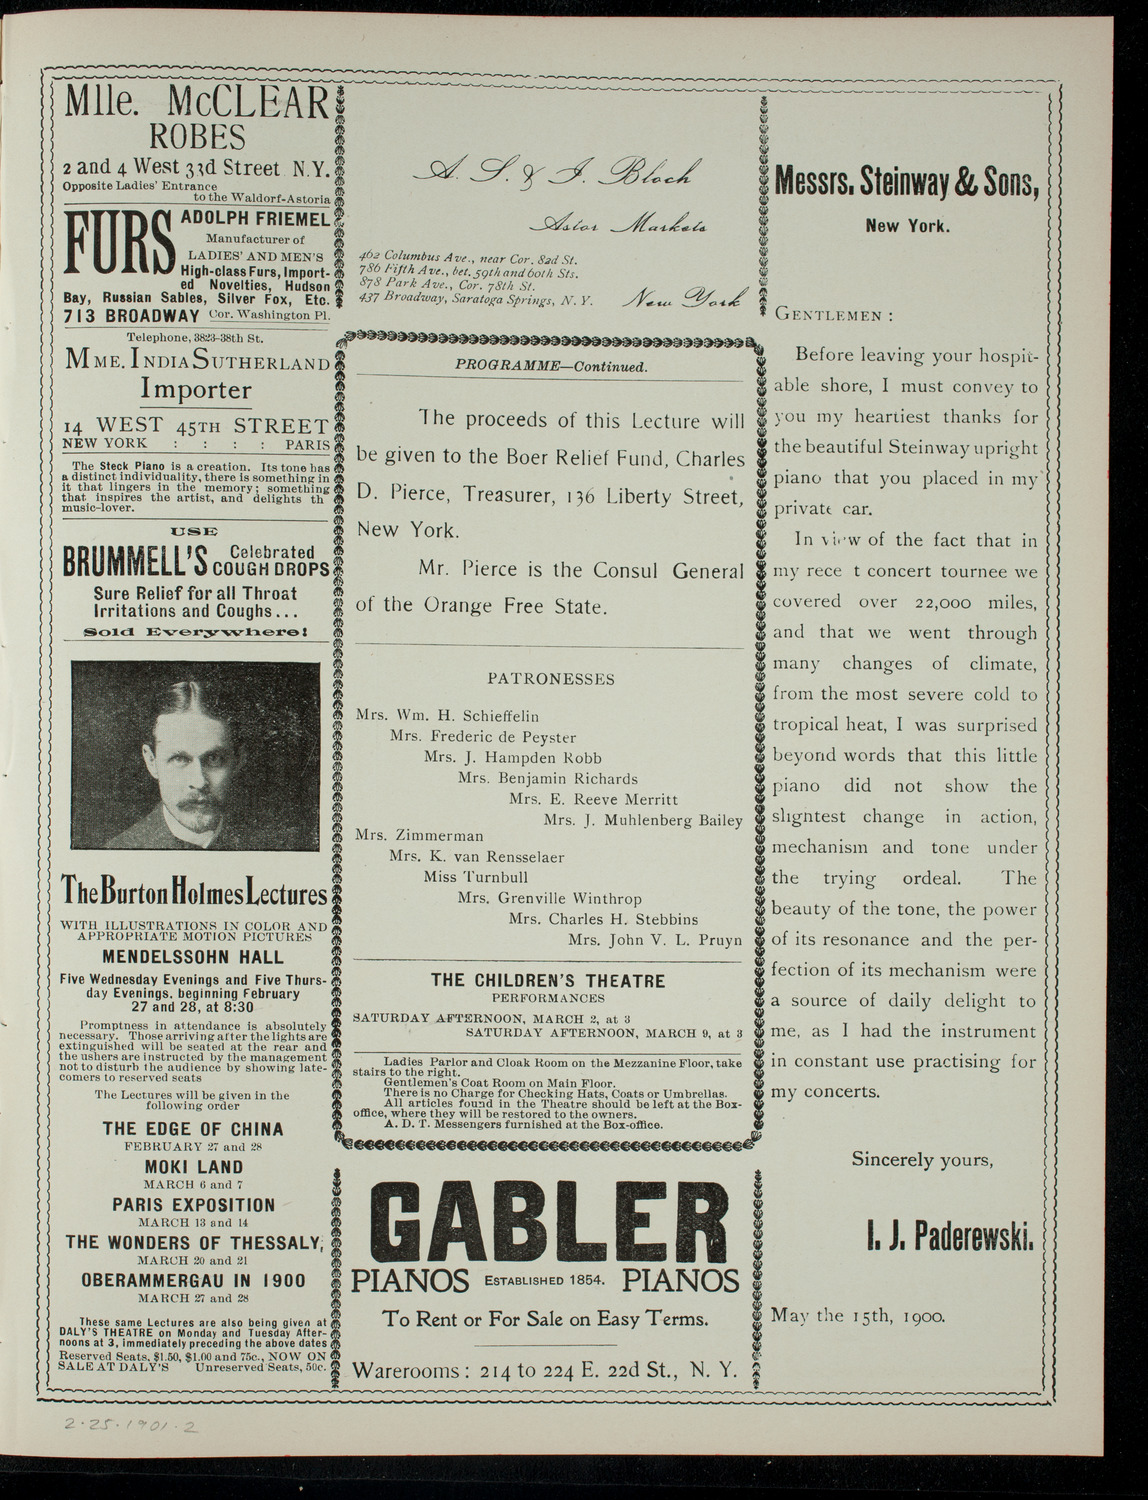 Mlle. McCLEAR
ROBES
2 and 4 West 33d Street N.Y.
Opposite Ladies' Entrance
to the Waldorf-Astoria
FURS
ADOLPH FRIEMEL
Manufacturer of
LADIES' AND MEN'S
High-class Furs, Import-
ed Novelties, Hudson
Bay, Russian Sables, Silver Fox, Etc.
713 BROADWAY Cor. Washington Pl.
Telephone, 3823-38th St.
MME. INDIA SUTHERLAND
Importer
14 WEST 45TH STREET
NEW YORK : : : : PARIS
The Steck Piano is a creation. Its tone has
a distinct individuality, there is something in
it that lingers in the memory; something
that inspires the artist, and delights th
music-lover.
USE
BRUMMELL'S Celebrated
COUGH DROPS
Sure Relief for all Throat
Irritations and Coughs...
Sold Everywhere!
The Burton Holmes Lectures
WITH ILLUSTRATIONS IN COLOR AND
APPROPRIATE MOTION PICTURES
MENDELSSOHN HALL
Five Wednesday Evenings and Five Thurs-
day Evenings, beginning February
27 and 28, at 8:30
Promptness in attendance is absolutely
necessary. Those arriving after the lights are
extinguished will be seated at the rear and
the ushers are instructed by the management
not to disturb the audience by showing late-
comers to reserved seats
The Lectures will be given in the
following order
THE EDGE OF CHINA
FEBRUARY 27 and 28
MOKI LAND
MARCH 6 and 7
PARIS EXPOSITION
MARCH 13 and 14
THE WONDERS OF THESSALY,
MARCH 20 and 21
OBERAMMERGAU IN 1900
MARCH 27 and 28
These same Lectures are also being given at
DALY'S THEATRE on Monday and Tuesday After-
noons at 3, immediately preceding the above dates
Reserved Seats, $1.50, $1.00 and 75c., NOW ON
SALE AT DALY'S Unreserved Seats, 50c.
A. S. & J. Bloch
Astor Markets
462 Columbus Ave., near Cor. 82d St.
786 Fifth Ave., bet. 59th and 60th Sts.
878 Park Ave., Cor. 78th St.
437 Broadway, Saratoga Springs, N. Y.
New York
PROGRAMME—Continued.
The proceeds of this Lecture will
be given to the Boer Relief Fund, Charles
D. Pierce, Treasurer, 136 Liberty Street,
New York.
Mr. Pierce is the Consul General
of the Orange Free State.
PATRONESSES
Mrs. Wm. H. Schieffelin
Mrs. Frederic de Peyster
Mrs. J. Hampden Robb
Mrs. Benjamin Richards
Mrs. E. Reeve Merritt
Mrs. J. Muhlenberg Bailey
Mrs. Zimmerman
Mrs. K. van Rensselaer
Miss Turnbull
Mrs. Grenville Winthrop
Mrs. Charles H. Stebbins
Mrs. John V. L. Pruyn
THE CHILDREN'S THEATRE
PERFORMANCES
SATURDAY AFTERNOON, MARCH 2, at 3
SATURDAY AFTERNOON, MARCH 9, at 3
Ladies Parlor and Cloak Room on the Mezzanine Floor, take
stairs to the right.
Gentlemen's Coat Room on Main Floor.
There is no Charge for Checking Hats, Coats or Umbrellas.
All articles found in the Theatre should be left at the Box-
office, where they will be restored to the owners.
A. D. T. Messengers furnished at the Box-office.
GABLER
PIANOS ESTABLISHED 1854. PIANOS
To Rent or For Sale on Easy Terms.
Warerooms: 214 to 224 E. 22d St., N. Y.
Messrs. Steinway & Sons,
New York.
GENTLEMEN:
Before leaving your hospit-
able shore, I must convey to
you my heartiest thanks for
the beautiful Steinway upright
piano that you placed in my
private car.
In view of the fact that in
my rece t concert tournee we
covered over 22,000 miles,
and that we went through
many changes of climate,
from the most severe cold to
tropical heat, I was surprised
beyond words that this little
piano did not show the
slightest change in action,
mechanism and tone under
the trying ordeal. The
beauty of the tone, the power
of its resonance and the per-
fection of its mechanism were
a source of daily delight to
me, as I had the instrument
in constant use practising for
my concerts.
Sincerely yours,
I. J. Paderewski.
May the 15th, 1900.
2·25·1901·2